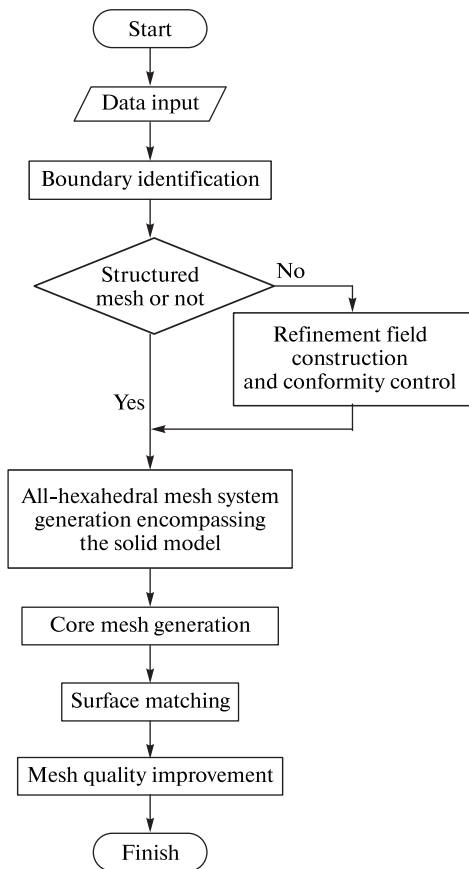 Start
Data input
Boundary identification
Structured
mesh or not
No
Refinement field
construction
and conformity control
Yes
All-hexahedral mesh system
generation encompassing
the solid model
Core mesh generation
Surface matching
Mesh quality improvement
Finish